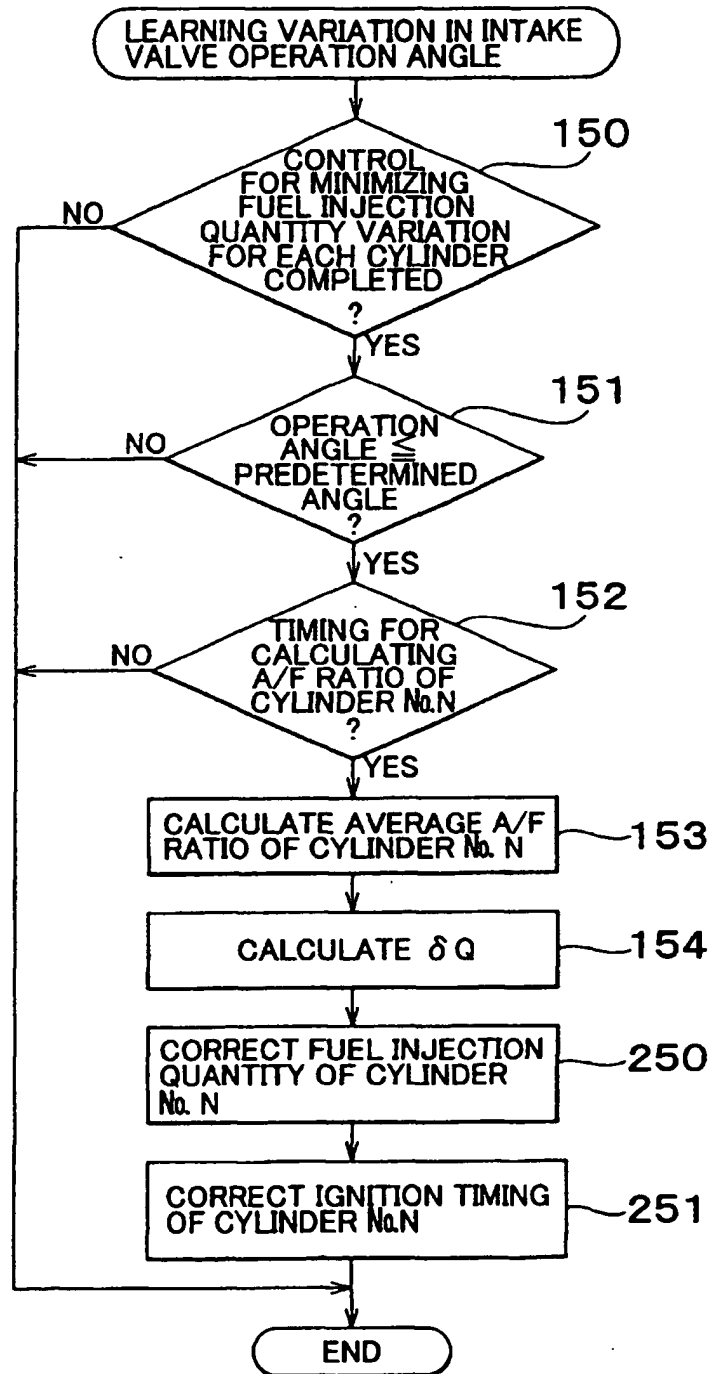 LEARNING VARIATION IN INTAKE
VALVE OPERATION ANGLE
150
CONTROL
FOR MINIMIZING
FUEL INJECTION
QUANTITY VARIATION
FOR EACH CYLINDER
COMPLETED
?
NO
YES
151
OPERATION
ANGLE ≦
PREDETERMINED
ANGLE
?
NO
YES
152
TIMING FOR
CALCULATING
A/F RATIO OF
CYLINDER No.N
?
NO
YES
CALCULATE AVERAGE A/F
RATIO OF CYLINDER No. N
153
CALCULATE δ Q
154
CORRECT FUEL INJECTION
QUANTITY OF CYLINDER
No. N
250
CORRECT IGNITION TIMING
OF CYLINDER No.N
251
END